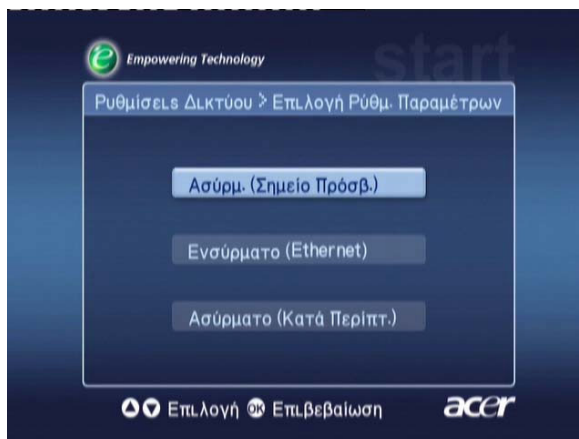 Empowering Technology
start
Ρυθμίσεις Δικτύου > Επιλογή Ρύθμ. Παραμέτρων
Ασύρμ. (Σημείο Πρόσβ.)
Ενσύρματο (Ethernet)
Ασύρματο (Κατά Περίπτ.)
Επιλογή OK Επιβεβαίωση
acer